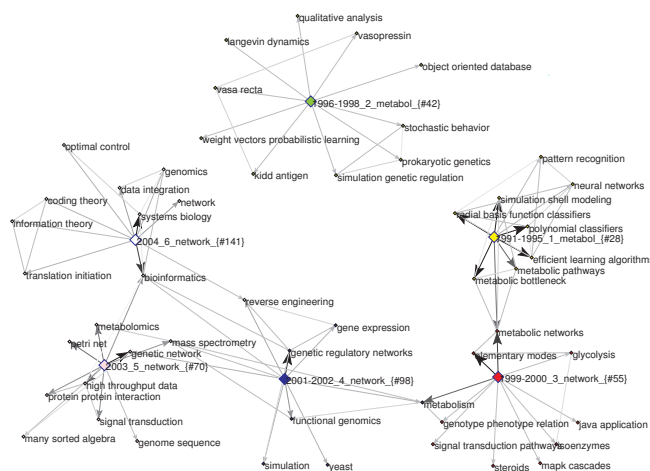 qualitative analysis
langevin dynamics
vasopressin
object oriented database
vasa recta
1996-1998_2_metabol_{#42}
stochastic behavior
weight vectors probabilistic learning
prokaryotic genetics
kidd antigen
simulation genetic regulation
optimal control
genomics
data integration
coding theory
network
information theory
systems biology
2004_6_network_{#141}
translation initiation
bioinformatics
pattern recognition
neural networks
simulation shell modeling
radial basis function classifiers
polynomial classifiers
1991-1995_1_metabol_{#28}
efficient learning algorithm
metabolic pathways
metabolic bottleneck
reverse engineering
metabolomics
gene expression
metabolic networks
petri net
mass spectrometry
genetic network
genetic regulatory networks
elementary modes
glycolysis
2003_5_network_{#70}
2001-2002_4_network_{#98}
1999-2000_3_network_{#55}
high throughput data
protein protein interaction
metabolism
signal transduction
functional genomics
genotype phenotype relation
java application
many sorted algebra
genome sequence
signal transduction pathways
isoenzymes
simulation
yeast
steroids
mapk cascades